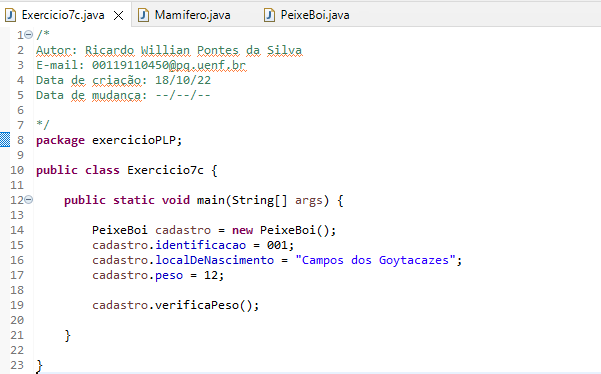 Exercicio7c.java Mamifero.java PeixeBoi.java
1 /*
2 Autor: Ricardo Willian Pontes da Silva
3 E-mail: 00119110450@pq.uenf.br
4 Data de criação: 18/10/22
5 Data de mudança: --/--/--
6
7 */
8 package exercicioPLP;
9
10 public class Exercicio7c {
11
12 public static void main(String[] args) {
13
14 PeixeBoi cadastro = new PeixeBoi();
15 cadastro.identificacao = 001;
16 cadastro.localDeNascimento = "Campos dos Goytacazes";
17 cadastro.peso = 12;
18
19 cadastro.verificaPeso();
20
21 }
22
23 }